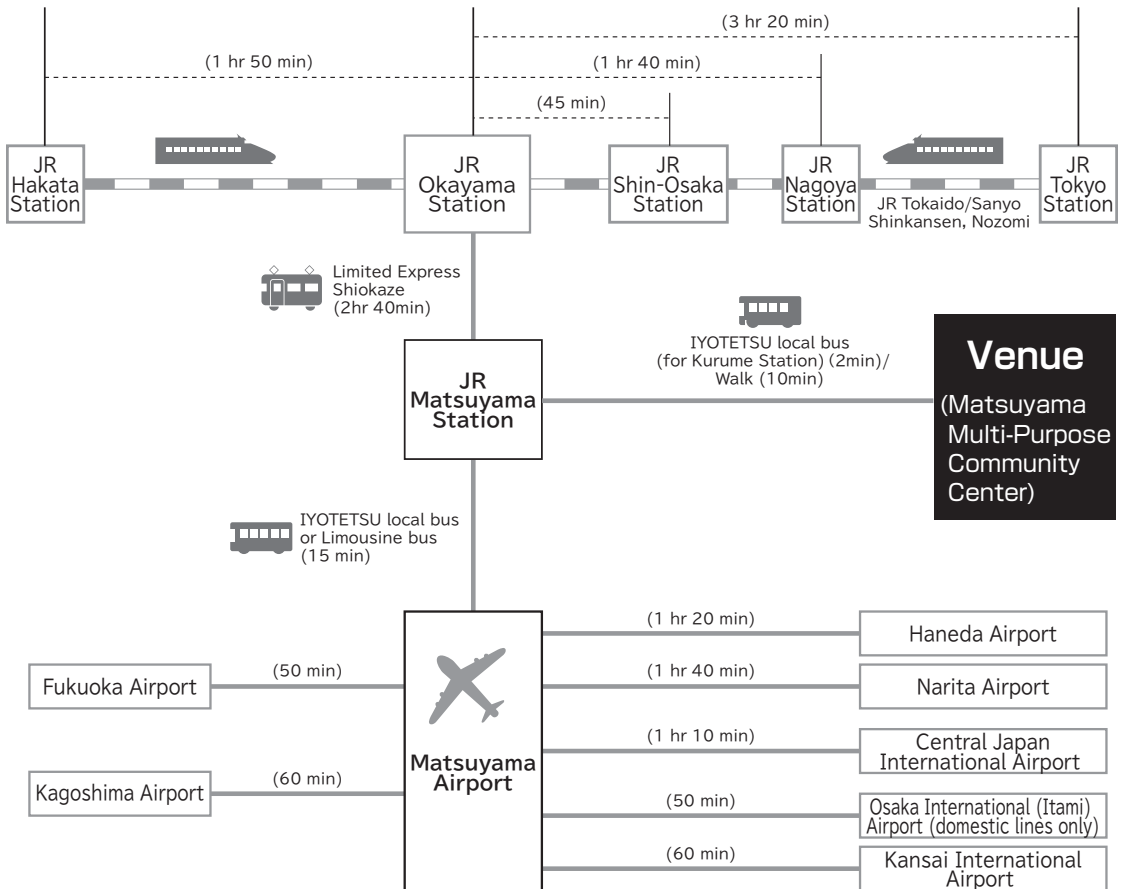 (3 hr 20 min)
(1 hr 50 min)
(1 hr 40 min)
(45 min)
JR
Hakata
Station
JR
Okayama
Station
JR
Shin-Osaka
Station
JR
Nagoya
Station
JR
Tokyo
Station
JR Tokaido/Sanyo
Shinkansen, Nozomi
Limited Express
Shiokaze
(2hr 40min)
IYOTETSU local bus
(for Kurume Station) (2min)/
Walk (10min)
Venue
(Matsuyama
Multi-Purpose
Community
Center)
JR
Matsuyama
Station
IYOTETSU local bus
or Limousine bus
(15 min)
Fukuoka Airport
(50 min)
Kagoshima Airport
(60 min)
Matsuyama
Airport
(1 hr 20 min)
Haneda Airport
(1 hr 40 min)
Narita Airport
(1 hr 10 min)
Central Japan
International Airport
(50 min)
Osaka International (Itami)
Airport (domestic lines only)
(60 min)
Kansai International
Airport